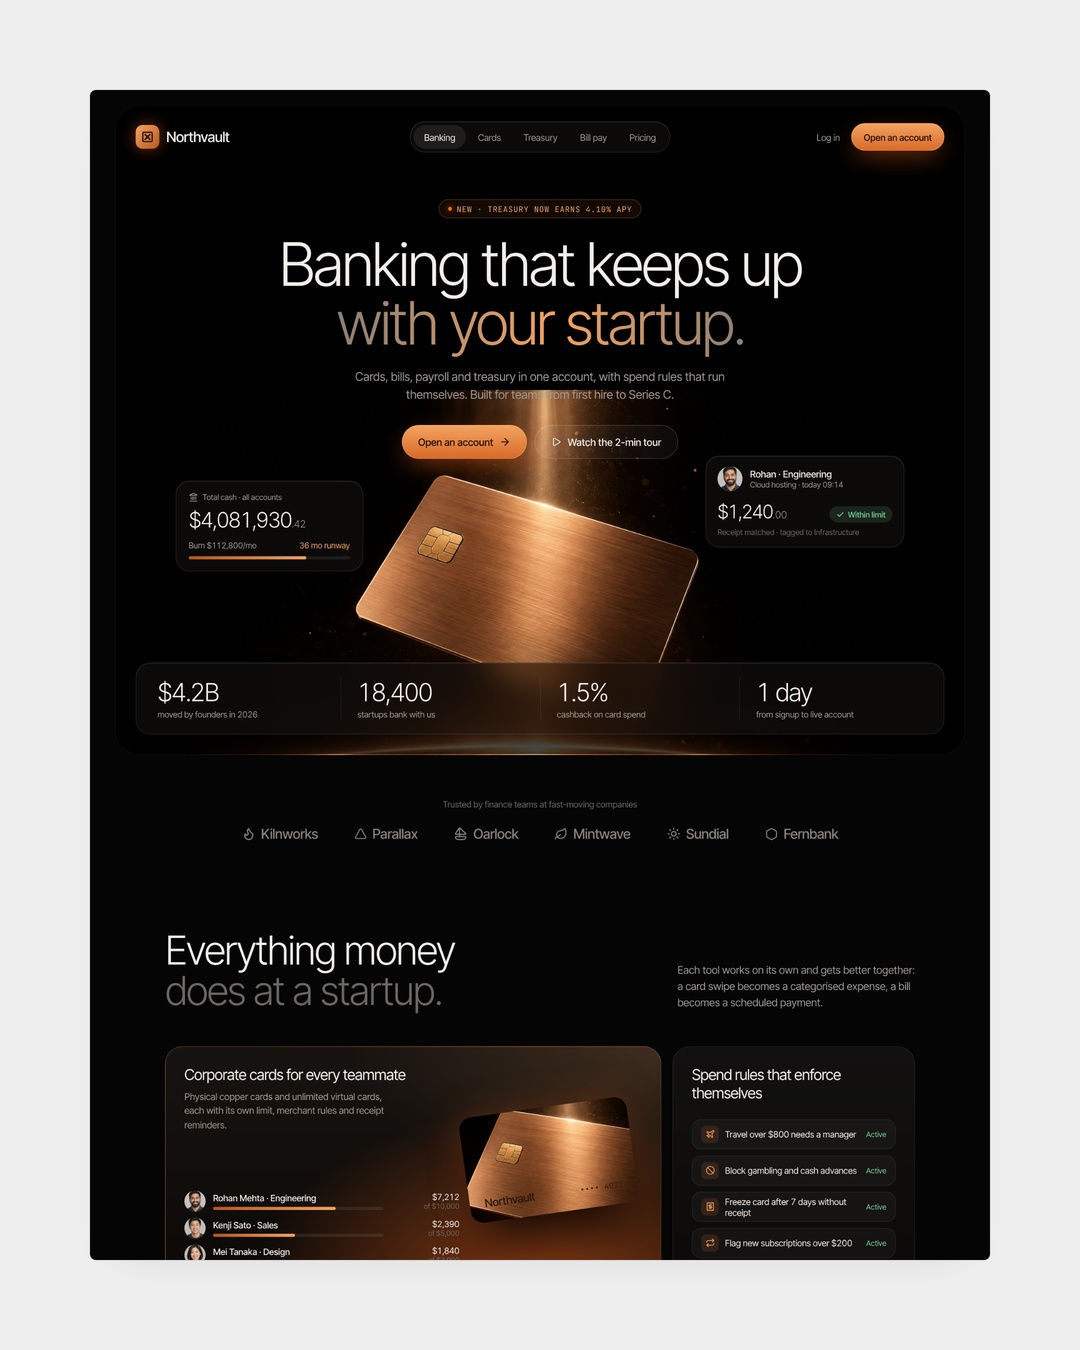 Northvault
Banking
Cards
Treasury
Bill pay
Pricing
Log in
Open an account
NEW · TREASURY NOW EARNS 4.10% APY
Banking that keeps up
with your startup.
Cards, bills, payroll and treasury in one account, with spend rules that run
themselves. Built for teams from first hire to Series C.
Open an account
Watch the 2-min tour
Total cash · all accounts
$4,081,930.42
Burn $112,800/mo
36 mo runway
Rohan · Engineering
Cloud hosting · today 09:14
$1,240.00
Within limit
Receipt matched · tagged to Infrastructure
$4.2B
moved by founders in 2026
18,400
startups bank with us
1.5%
cashback on card spend
1 day
from signup to live account
Trusted by finance teams at fast-moving companies
Kilnworks
Parallax
Oarlock
Mintwave
Sundial
Fernbank
Everything money
does at a startup.
Each tool works on its own and gets better together:
a card swipe becomes a categorised expense, a bill
becomes a scheduled payment.
Corporate cards for every teammate
Physical copper cards and unlimited virtual cards,
each with its own limit, merchant rules and receipt
reminders.
Northvault
Rohan Mehta · Engineering
$7,212
of $10,000
Kenji Sato · Sales
$2,390
of $5,000
Mei Tanaka · Design
$1,840
Spend rules that enforce
themselves
Travel over $800 needs a manager
Active
Block gambling and cash advances
Active
Freeze card after 7 days without
receipt
Active
Flag new subscriptions over $200
Active